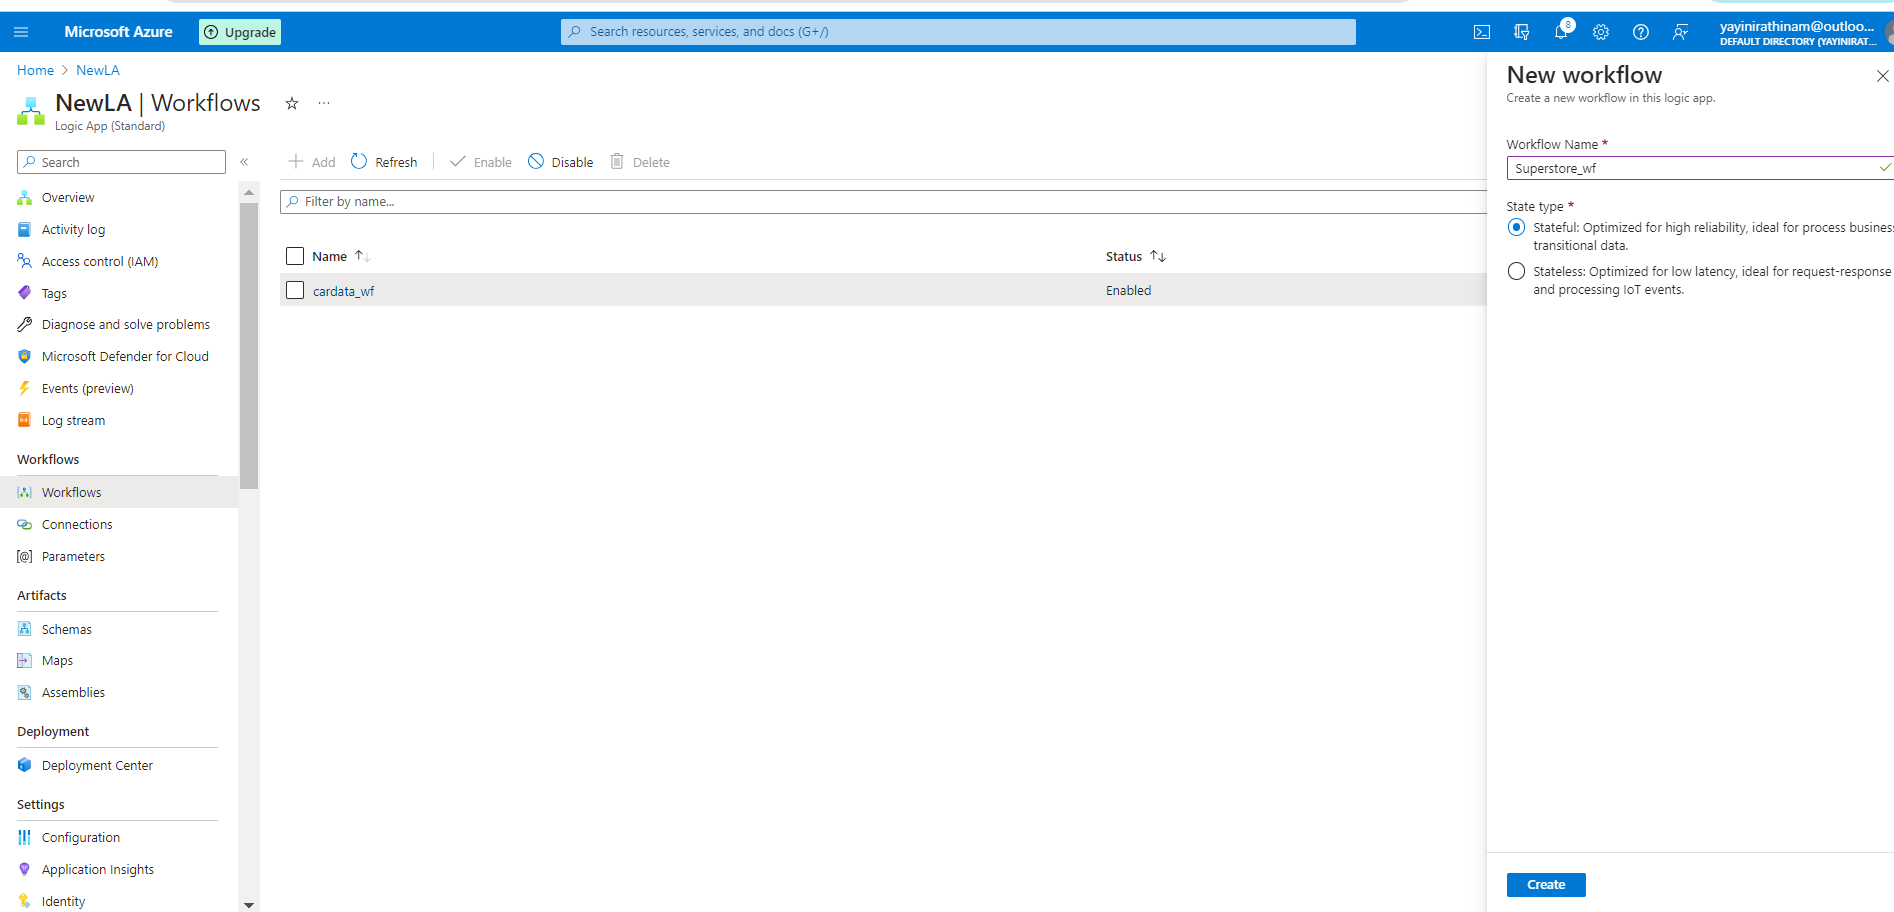 Microsoft Azure
Upgrade
Search resources, services, and docs (G+/)
8
yayinirathinam@outloo...
DEFAULT DIRECTORY (YAYINIRAT...
Home > NewLA
NewLA | Workflows
Logic App (Standard)
Search
«
Overview
Activity log
Access control (IAM)
Tags
Diagnose and solve problems
Microsoft Defender for Cloud
Events (preview)
Log stream
Workflows
Workflows
Connections
Parameters
Artifacts
Schemas
Maps
Assemblies
Deployment
Deployment Center
Settings
Configuration
Application Insights
Identity
Add Refresh Enable Disable Delete
Filter by name...
Name Status
cardata_wf Enabled
New workflow
Create a new workflow in this logic app.
Workflow Name *
Superstore_wf
State type *
Stateful: Optimized for high reliability, ideal for process business
transitional data.
Stateless: Optimized for low latency, ideal for request-response
and processing IoT events.
Create